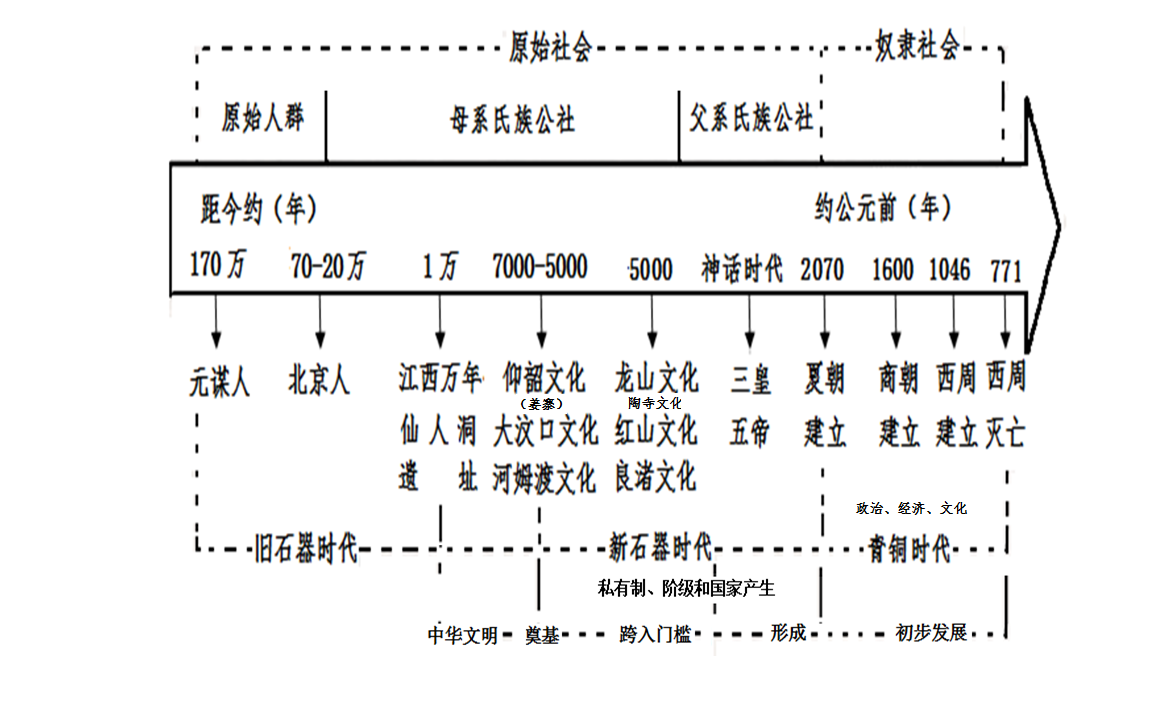 原始社会
奴隶社会
原始人群
母系氏族公社
父系氏族公社
距今约（年）
约公元前（年）
170万 70-20万 1万 7000-5000 5000 神话时代 2070 1600 1046 771
元谋人
北京人
江西万年
仙人洞
遗址
仰韶文化
（姜寨）
大汶口文化
河姆渡文化
龙山文化
陶寺文化
红山文化
良渚文化
三皇
五帝
夏朝
建立
商朝
建立
西周
建立
西周
灭亡
政治、经济、文化
旧石器时代
新石器时代
青铜时代
私有制、阶级和国家产生
中华文明
奠基
跨入门槛
形成
初步发展